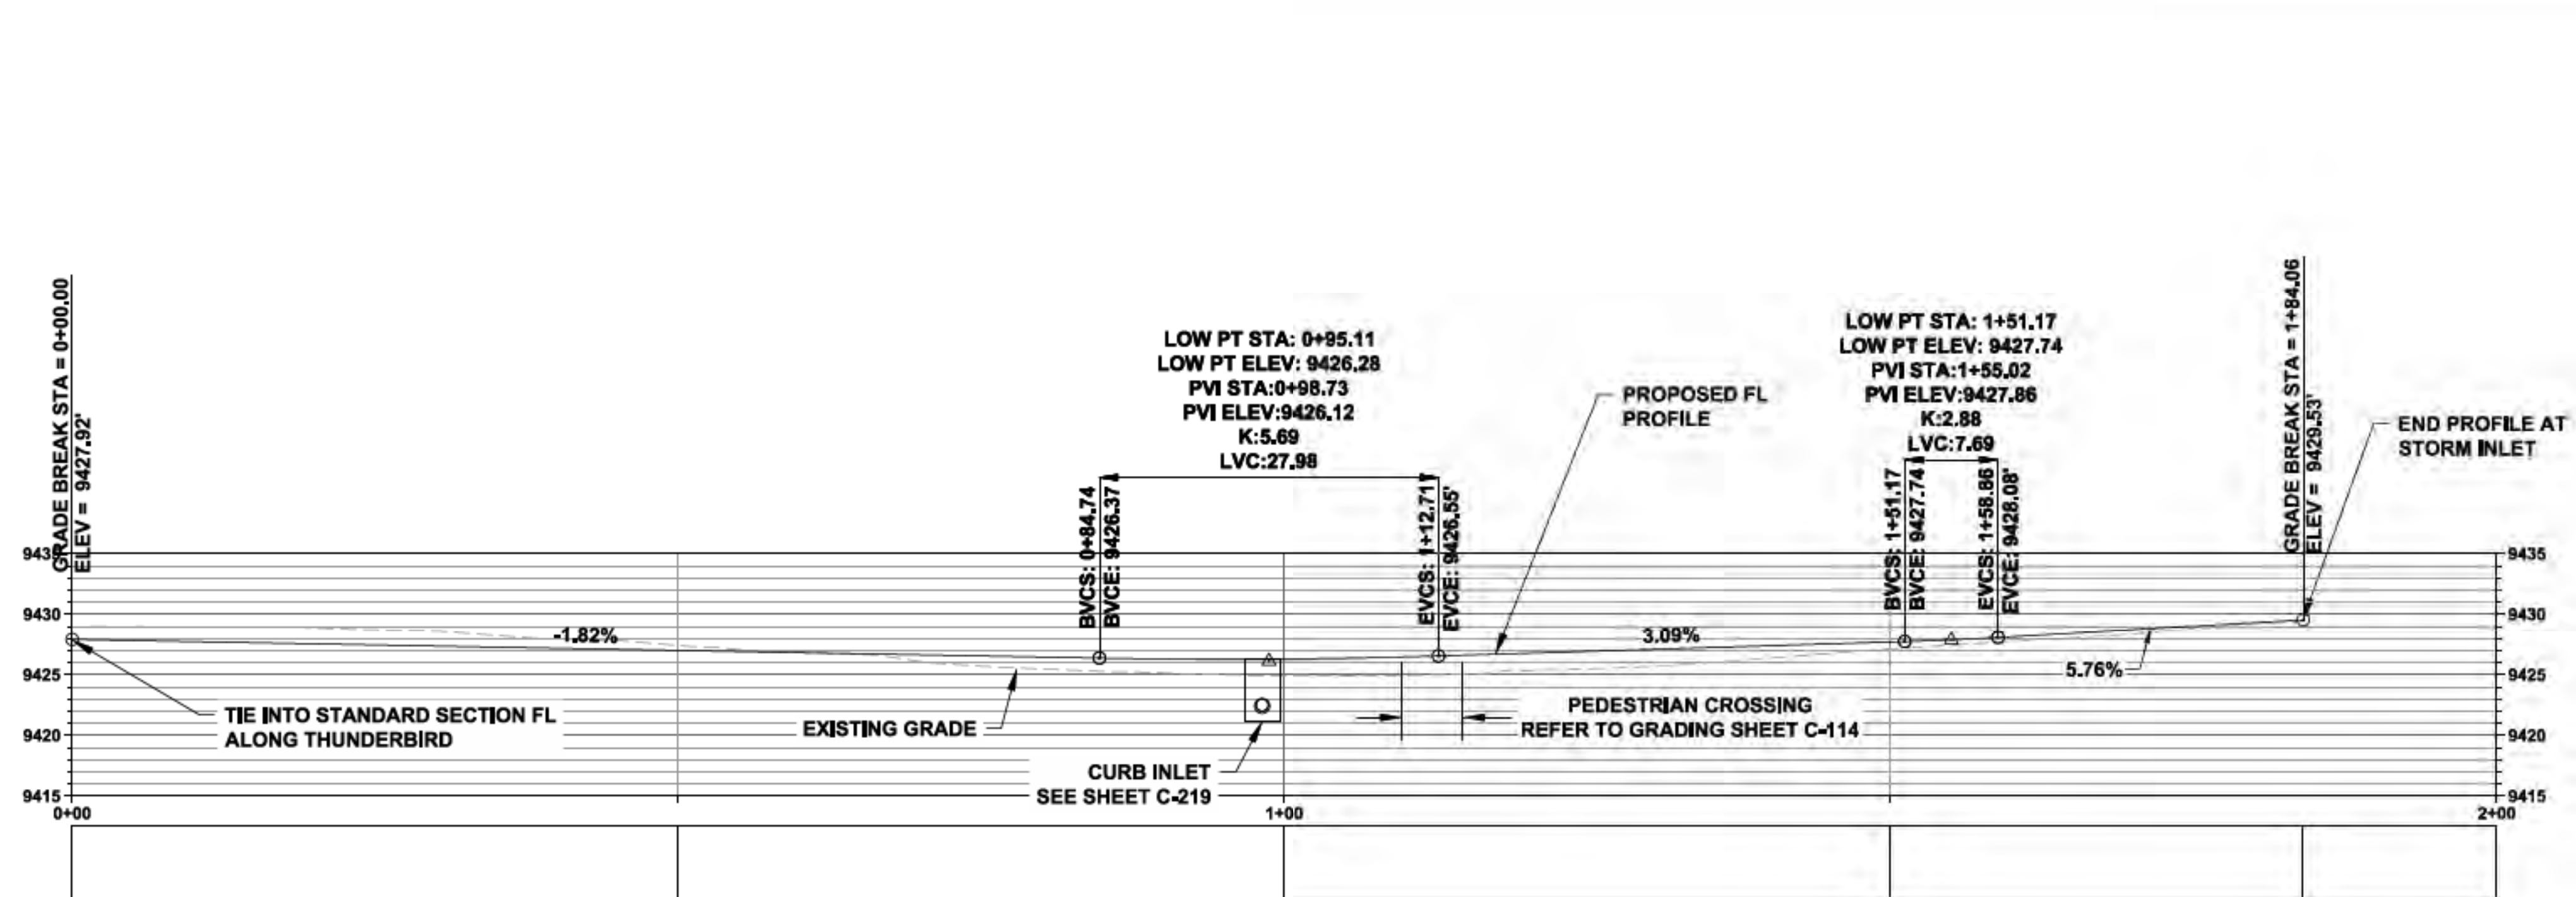 GRADE BREAK STA = 0+00.00
ELEV = 9427.92'
LOW PT STA: 0+95.11
LOW PT ELEV: 9426.28
PVI STA:0+98.73
PVI ELEV:9426.12
K:5.69
LVC:27.98
BVCS: 0+84.74
BVCE: 9426.37
EVCS: 1+12.71
EVCE: 9426.55'
PROPOSED FL
PROFILE
LOW PT STA: 1+51.17
LOW PT ELEV: 9427.74
PVI STA:1+55.02
PVI ELEV:9427.86
K:2.88
LVC:7.69
BVCS: 1+51.17
BVCE: 9427.74
EVCS: 1+58.86
EVCE: 9428.08'
GRADE BREAK STA = 1+84.06
ELEV = 9429.53'
END PROFILE AT
STORM INLET
9435
9430
9425
9420
9415
-1.82%
3.09%
5.76%
TIE INTO STANDARD SECTION FL
ALONG THUNDERBIRD
EXISTING GRADE
CURB INLET
SEE SHEET C-219
PEDESTRIAN CROSSING
REFER TO GRADING SHEET C-114
9435
9430
9425
9420
9415
0+00
1+00
2+00